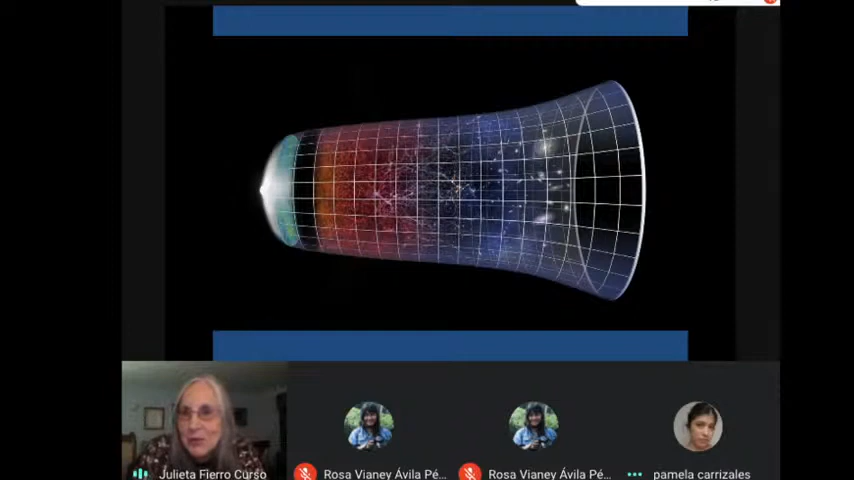 Julieta Fierro Curso
Rosa Vianey Ávila Pé...
Rosa Vianey Ávila Pé...
pamela carrizales